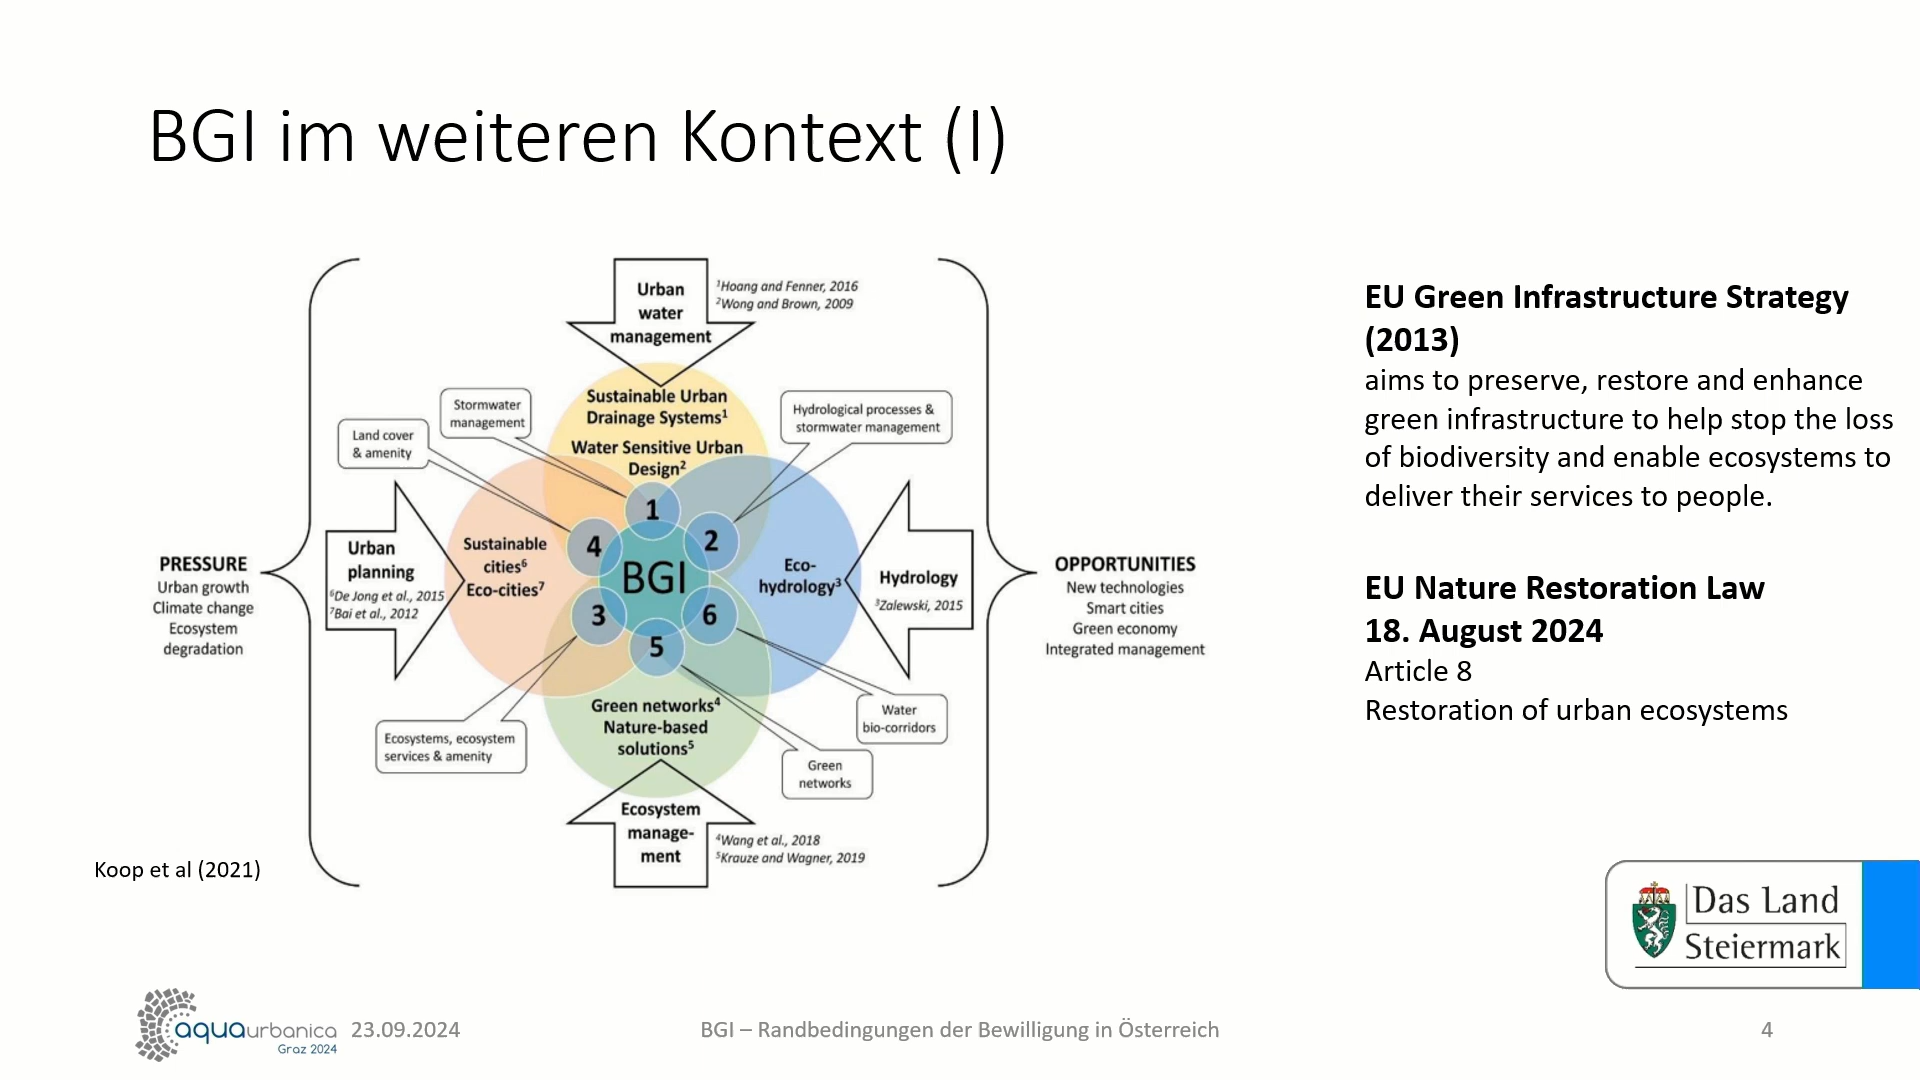 BGI im weiteren Kontext (I)
Urban
water
management
¹Hoang and Fenner, 2016
²Wong and Brown, 2009
Sustainable Urban
Drainage Systems¹
Water Sensitive Urban
Design²
Stormwater
management
Land cover
& amenity
Hydrological processes &
stormwater management
1
2
4
BGI
3
6
5
Urban
planning
⁶De Jong et al., 2015
⁷Bai et al., 2012
Sustainable
cities⁶
Eco-cities⁷
Eco-
hydrology³
Hydrology
³Zalewski, 2015
PRESSURE
Urban growth
Climate change
Ecosystem
degradation
OPPORTUNITIES
New technologies
Smart cities
Green economy
Integrated management
Green networks⁴
Nature-based
solutions⁵
Ecosystems, ecosystem
services & amenity
Water
bio-corridors
Green
networks
Ecosystem
manage-
ment
⁴Wang et al., 2018
⁵Krauze and Wagner, 2019
Koop et al (2021)
EU Green Infrastructure Strategy
(2013)
aims to preserve, restore and enhance
green infrastructure to help stop the loss
of biodiversity and enable ecosystems to
deliver their services to people.
EU Nature Restoration Law
18. August 2024
Article 8
Restoration of urban ecosystems
Das Land
Steiermark
aquaurbanica
Graz 2024
23.09.2024
BGI – Randbedingungen der Bewilligung in Österreich
4